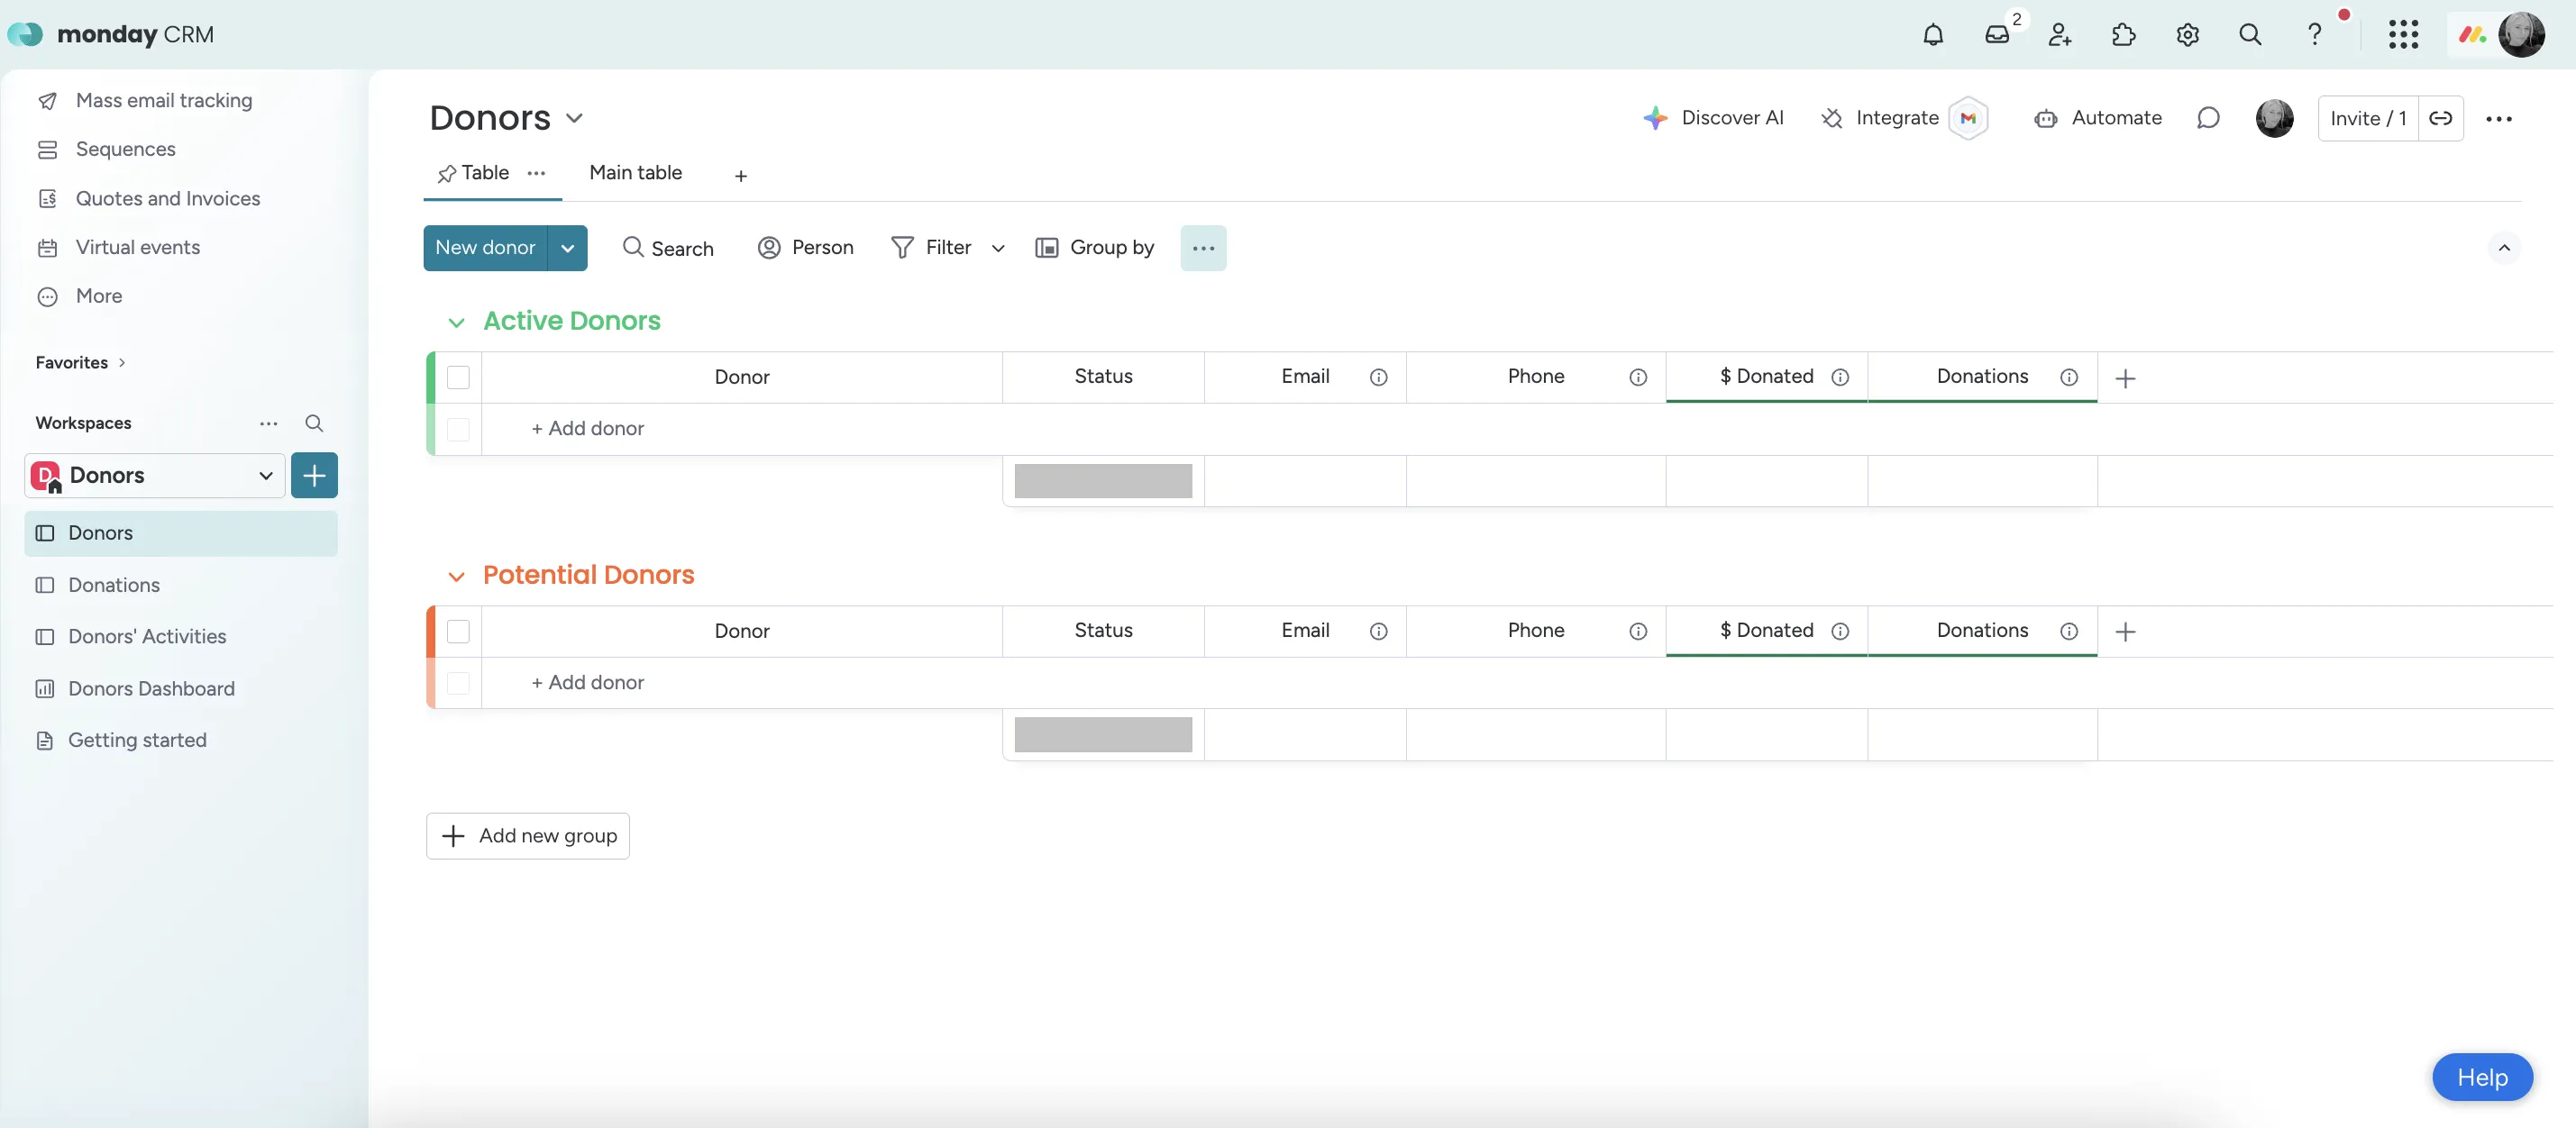 monday CRM
2
Mass email tracking
Sequences
Quotes and Invoices
Virtual events
More
Favorites
Workspaces
D
Donors
Donors
Donations
Donors' Activities
Donors Dashboard
Getting started
Donors
Discover AI
Integrate
Automate
Invite / 1
Table
Main table
New donor
Search
Person
Filter
Group by
Active Donors
Donor Status Email Phone $ Donated Donations
+ Add donor
Potential Donors
Donor Status Email Phone $ Donated Donations
+ Add donor
Add new group
Help